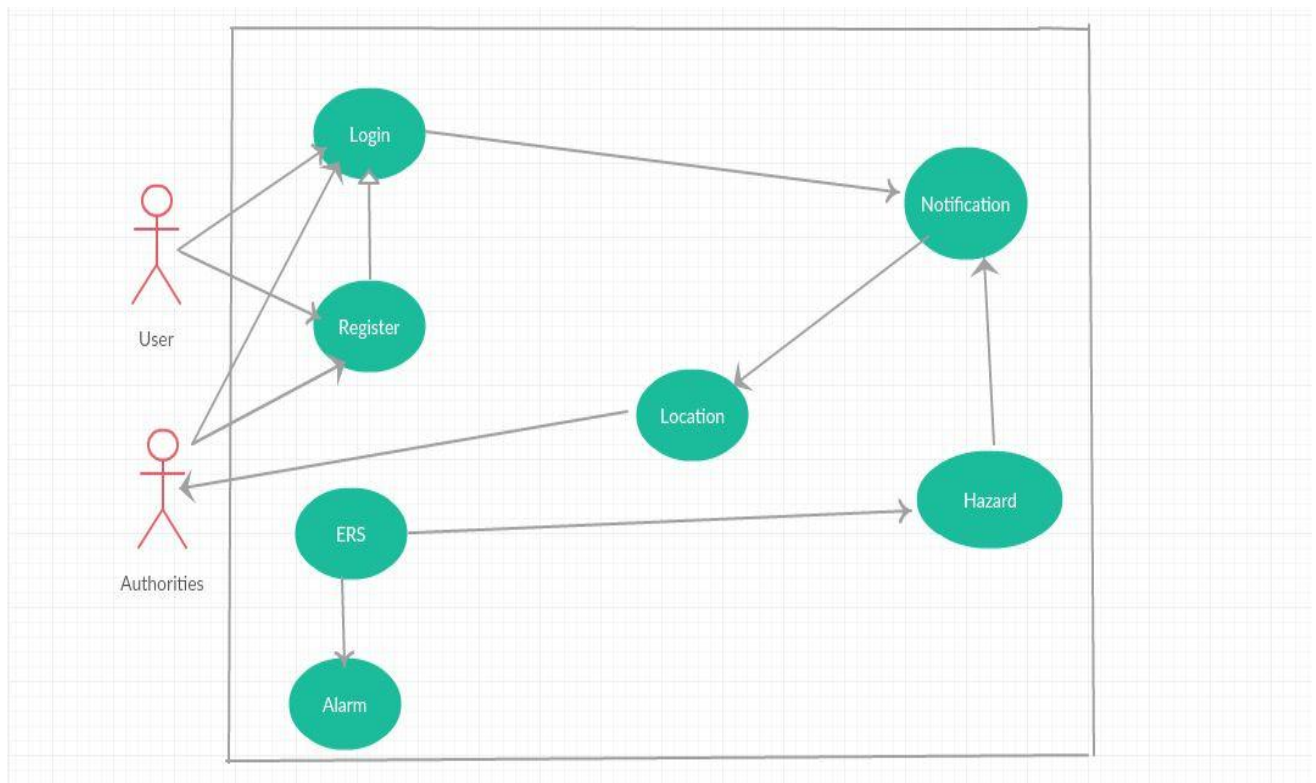 Login
Notification
User
Register
Location
Hazard
ERS
Authorities
Alarm